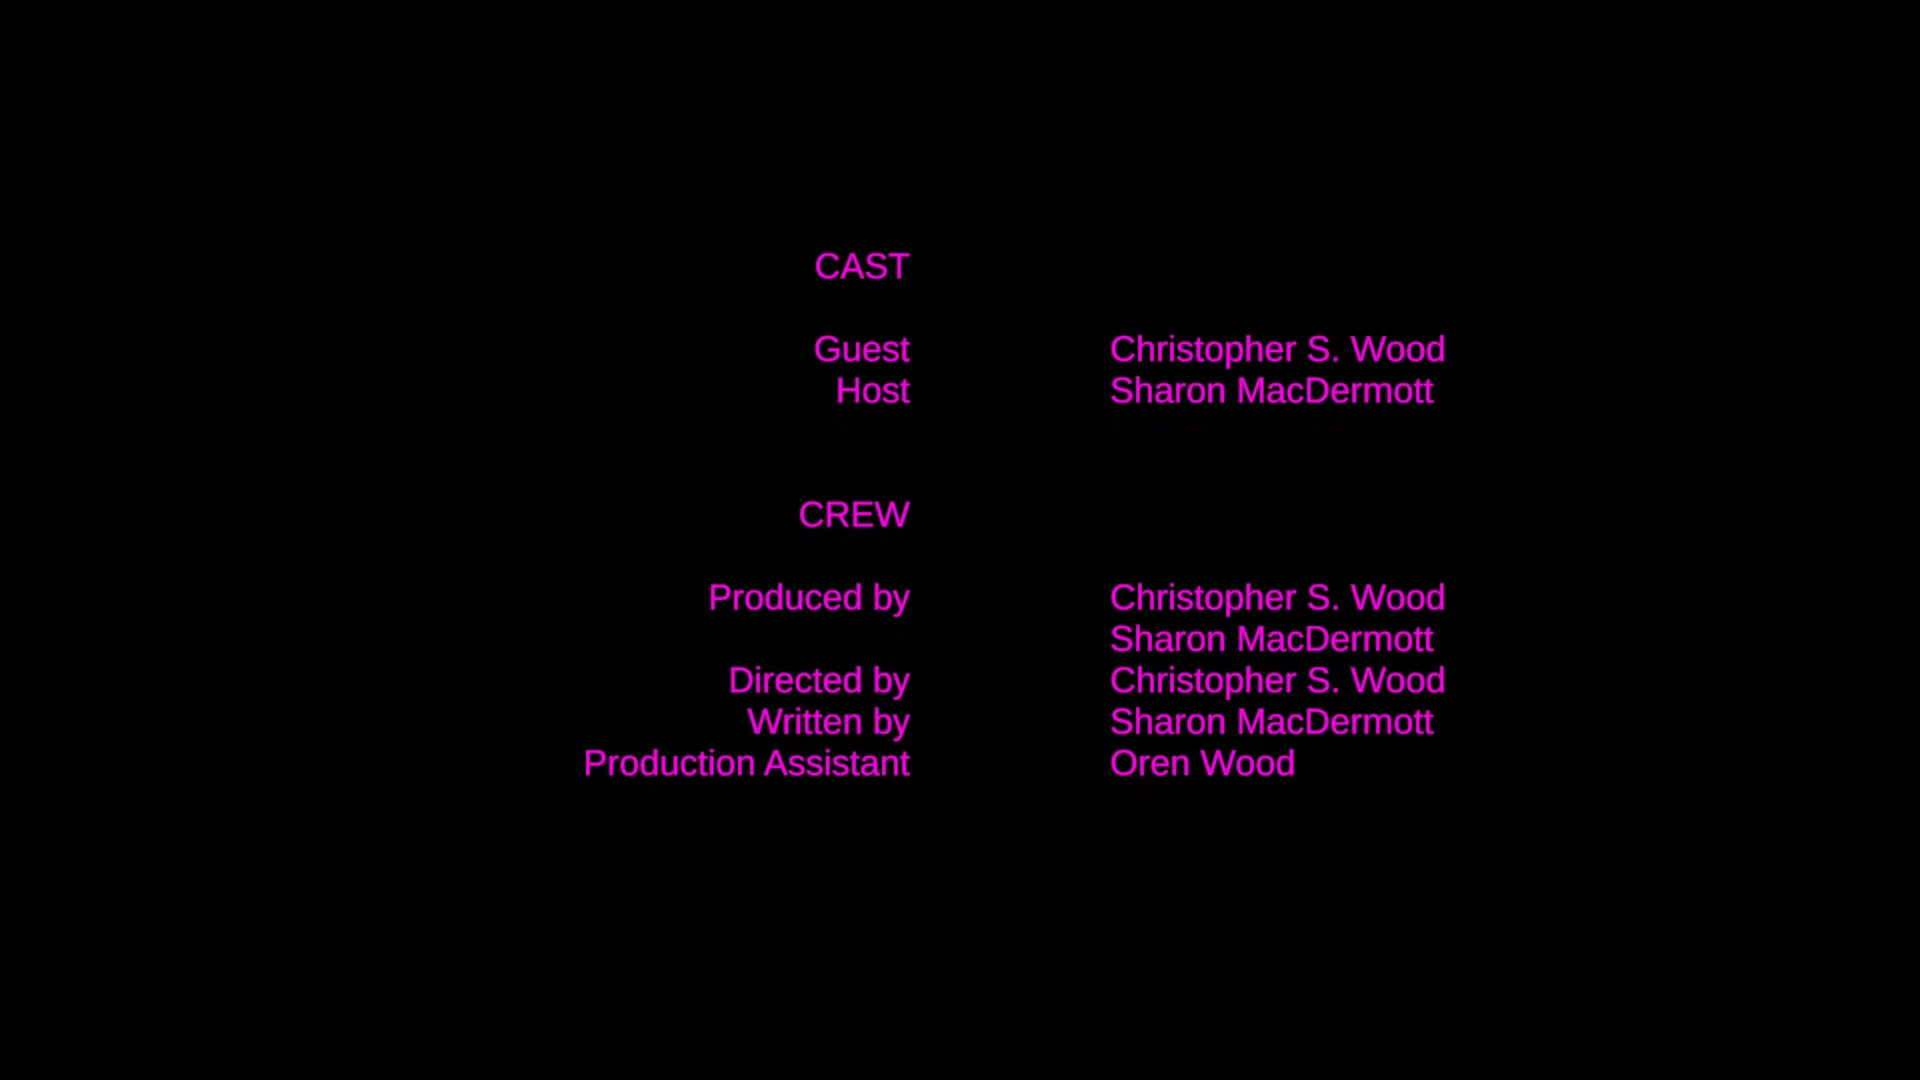 CAST
Guest Christopher S. Wood
Host Sharon MacDermott
CREW
Produced by Christopher S. Wood
Sharon MacDermott
Directed by Christopher S. Wood
Written by Sharon MacDermott
Production Assistant Oren Wood